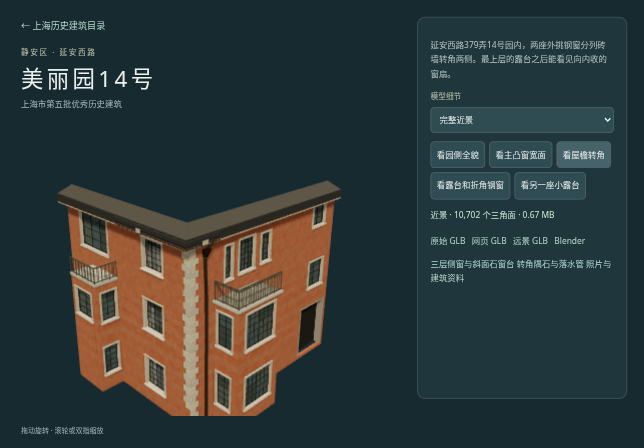 ← 上海历史建筑目录
静安区 · 延安西路
美丽园14号
上海市第五批优秀历史建筑
延安西路379弄14号园内，两座外挑钢窗分列砖
墙转角两侧。最上层的露台之后能看见向内收的
窗扇。
模型细节
完整近景
看园侧全貌 看主凸窗宽面 看屋檐转角
看露台和折角钢窗 看另一座小露台
近景 · 10,702 个三角面 · 0.67 MB
原始 GLB 网页 GLB 远景 GLB Blender
三层侧窗与斜面石窗台 转角隅石与落水管 照片与
建筑资料
拖动旋转 · 滚轮或双指缩放